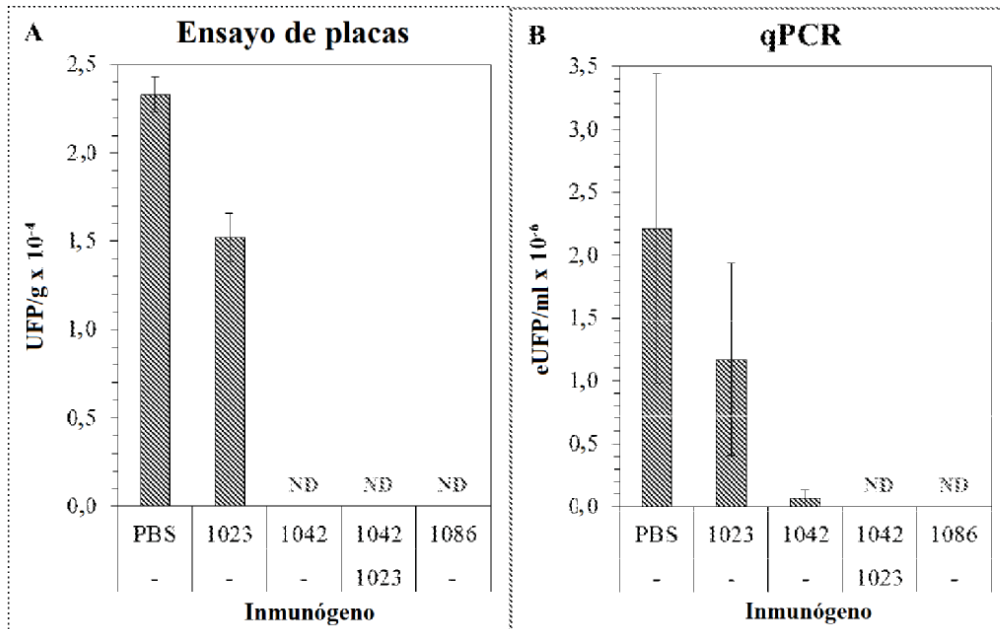 A Ensayo de placas
UFP/g x 10⁻⁴
2,5
2,0
1,5
1,0
0,5
0,0
ND ND ND
PBS 1023 1042 1042 1086
- - - 1023 -
Inmunógeno
B qPCR
eUFP/ml x 10⁻⁶
3,5
3,0
2,5
2,0
1,5
1,0
0,5
0,0
ND ND
PBS 1023 1042 1042 1086
- - - 1023 -
Inmunógeno